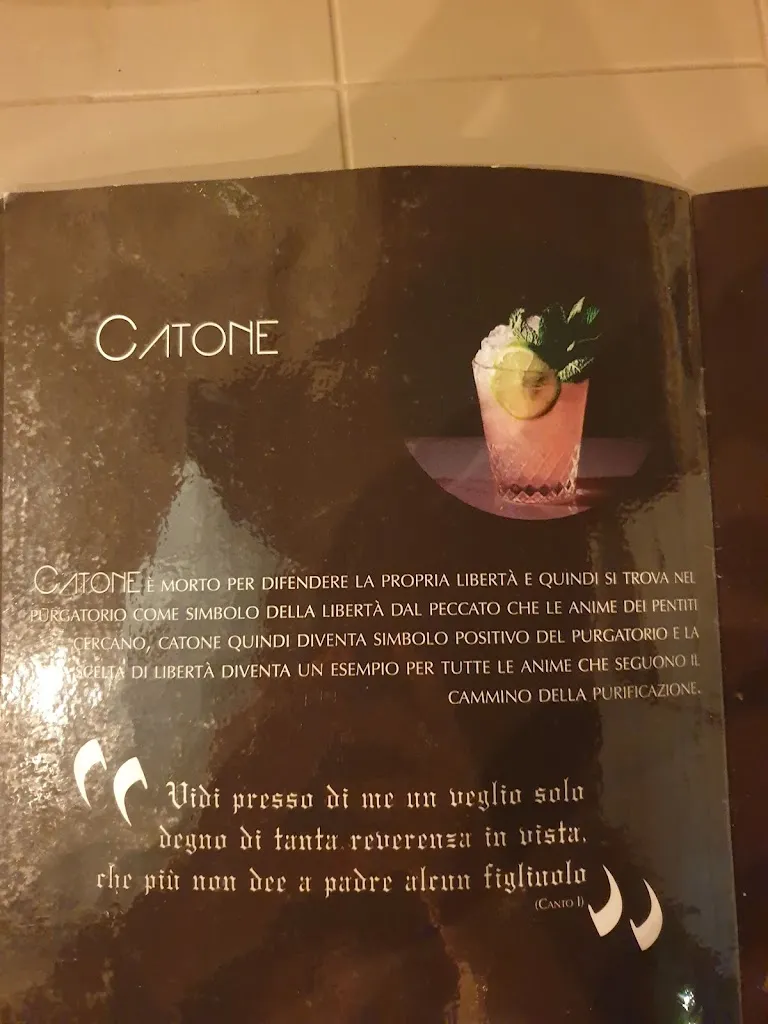 CATONE
CATONE È MORTO PER DIFENDERE LA PROPRIA LIBERTÀ E QUINDI SI TROVA NEL
PURGATORIO COME SIMBOLO DELLA LIBERTÀ DAL PECCATO CHE LE ANIME DEI PENTITI
CERCANO, CATONE QUINDI DIVENTA SIMBOLO POSITIVO DEL PURGATORIO E LA
SCELTA DI LIBERTÀ DIVENTA UN ESEMPIO PER TUTTE LE ANIME CHE SEGUONO IL
CAMMINO DELLA PURIFICAZIONE.
“Vidi presso di me un veglio solo
degno di tanta reverenza in vista,
che più non dee a padre alcun figliuolo”
(CANTO I)